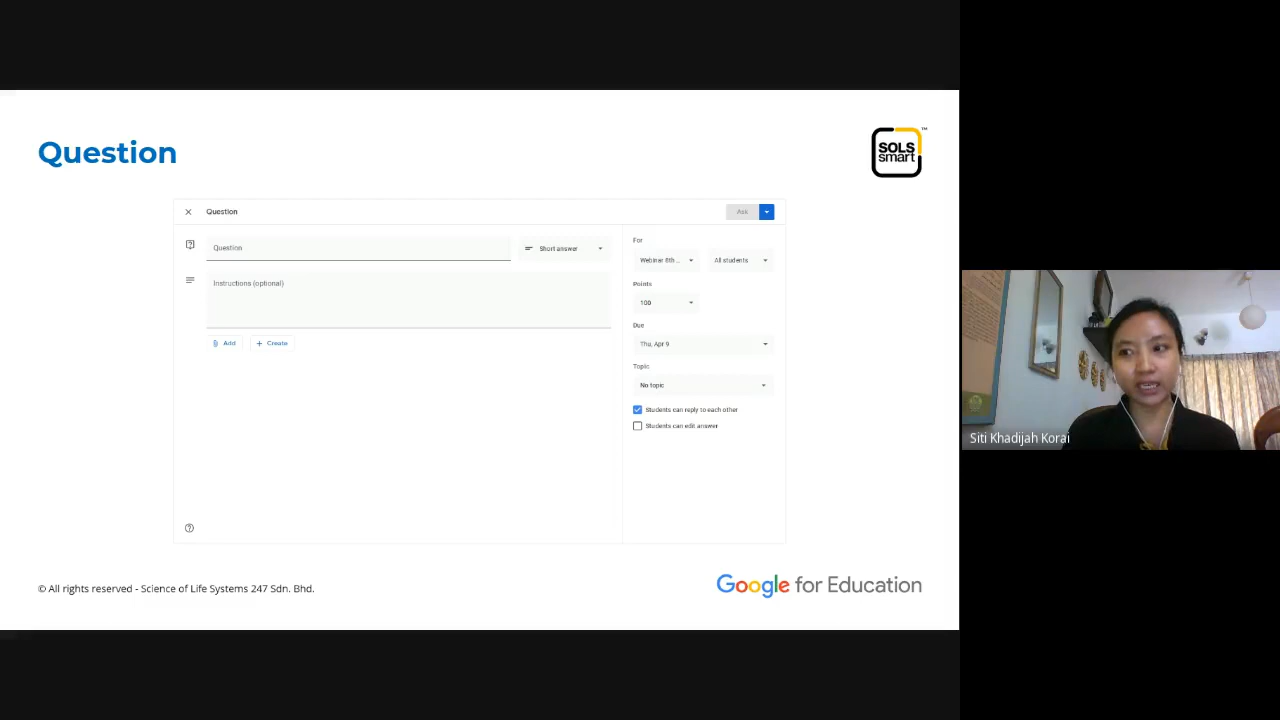 Question
SOLS
smart
TM
Question
Ask
Question
Short answer
Instructions (optional)
Add
Create
For
Webinar 8th ...
All students
Points
100
Due
Thu, Apr 9
Topic
No topic
Students can reply to each other
Students can edit answer
© All rights reserved - Science of Life Systems 247 Sdn. Bhd.
Google for Education
Siti Khadijah Korai